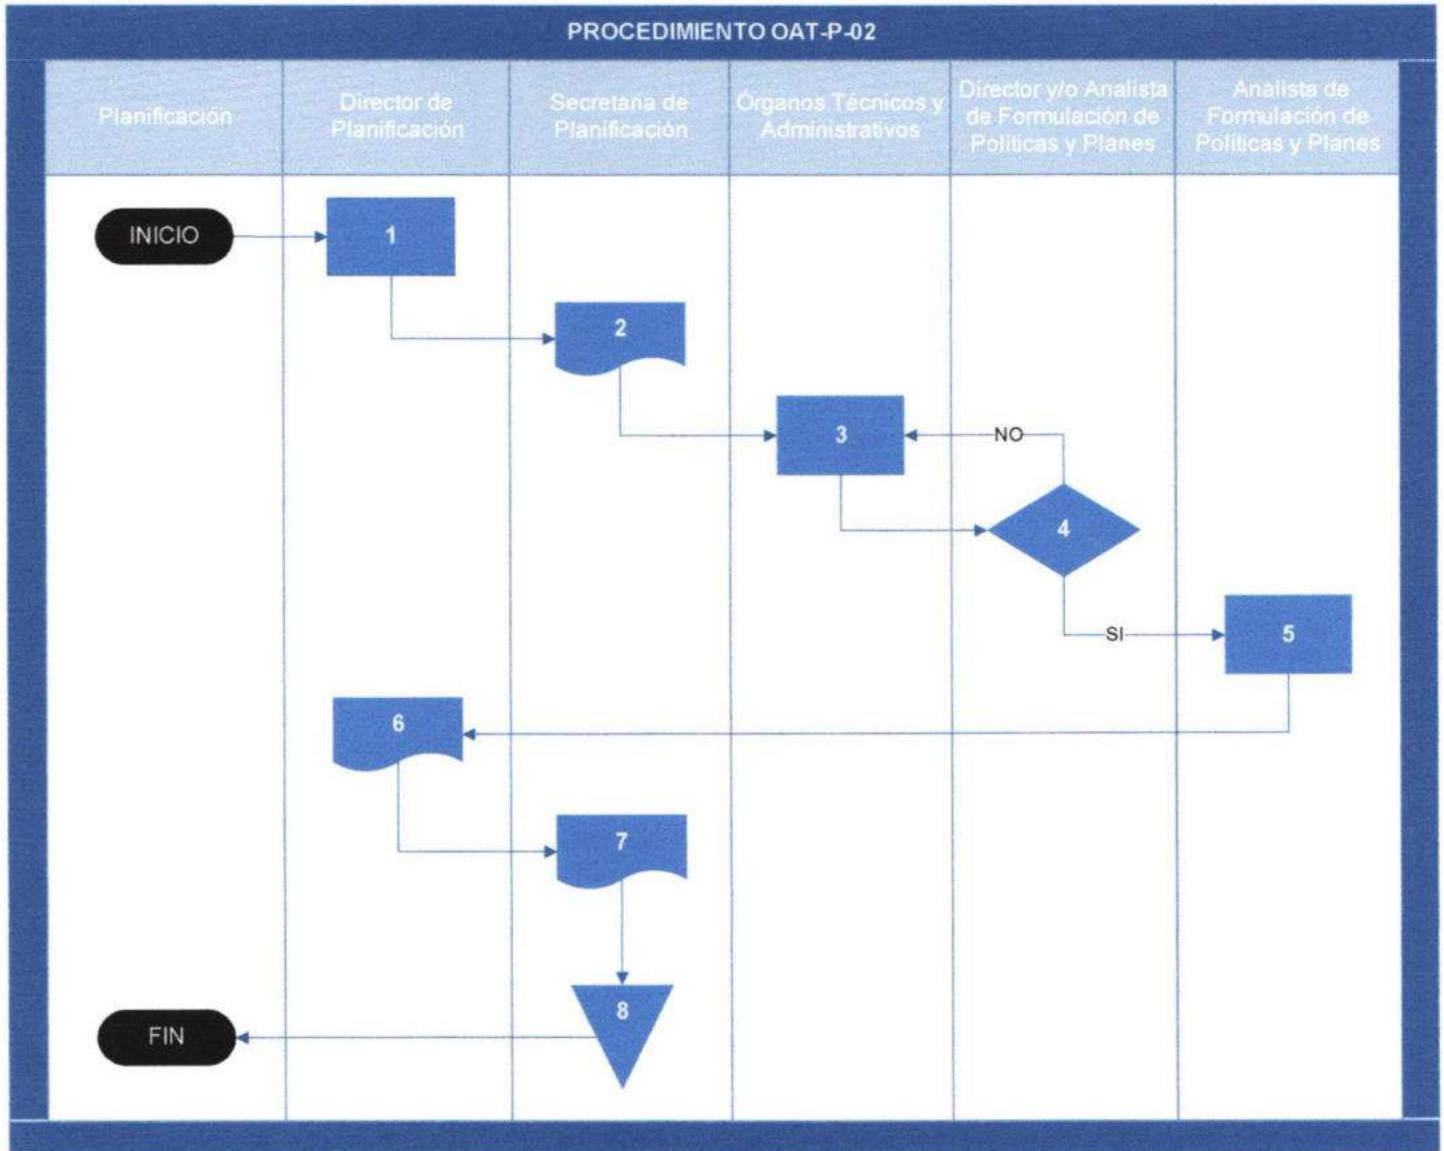 PROCEDIMIENTO OAT-P-02
Planificación
Director de
Planificación
Secretaria de
Planificación
Órganos Técnicos y
Administrativos
Director y/o Analista
de Formulación de
Políticas y Planes
Analista de
Formulación de
Políticas y Planes
INICIO
1
2
3
NO
4
SI
5
6
7
8
FIN